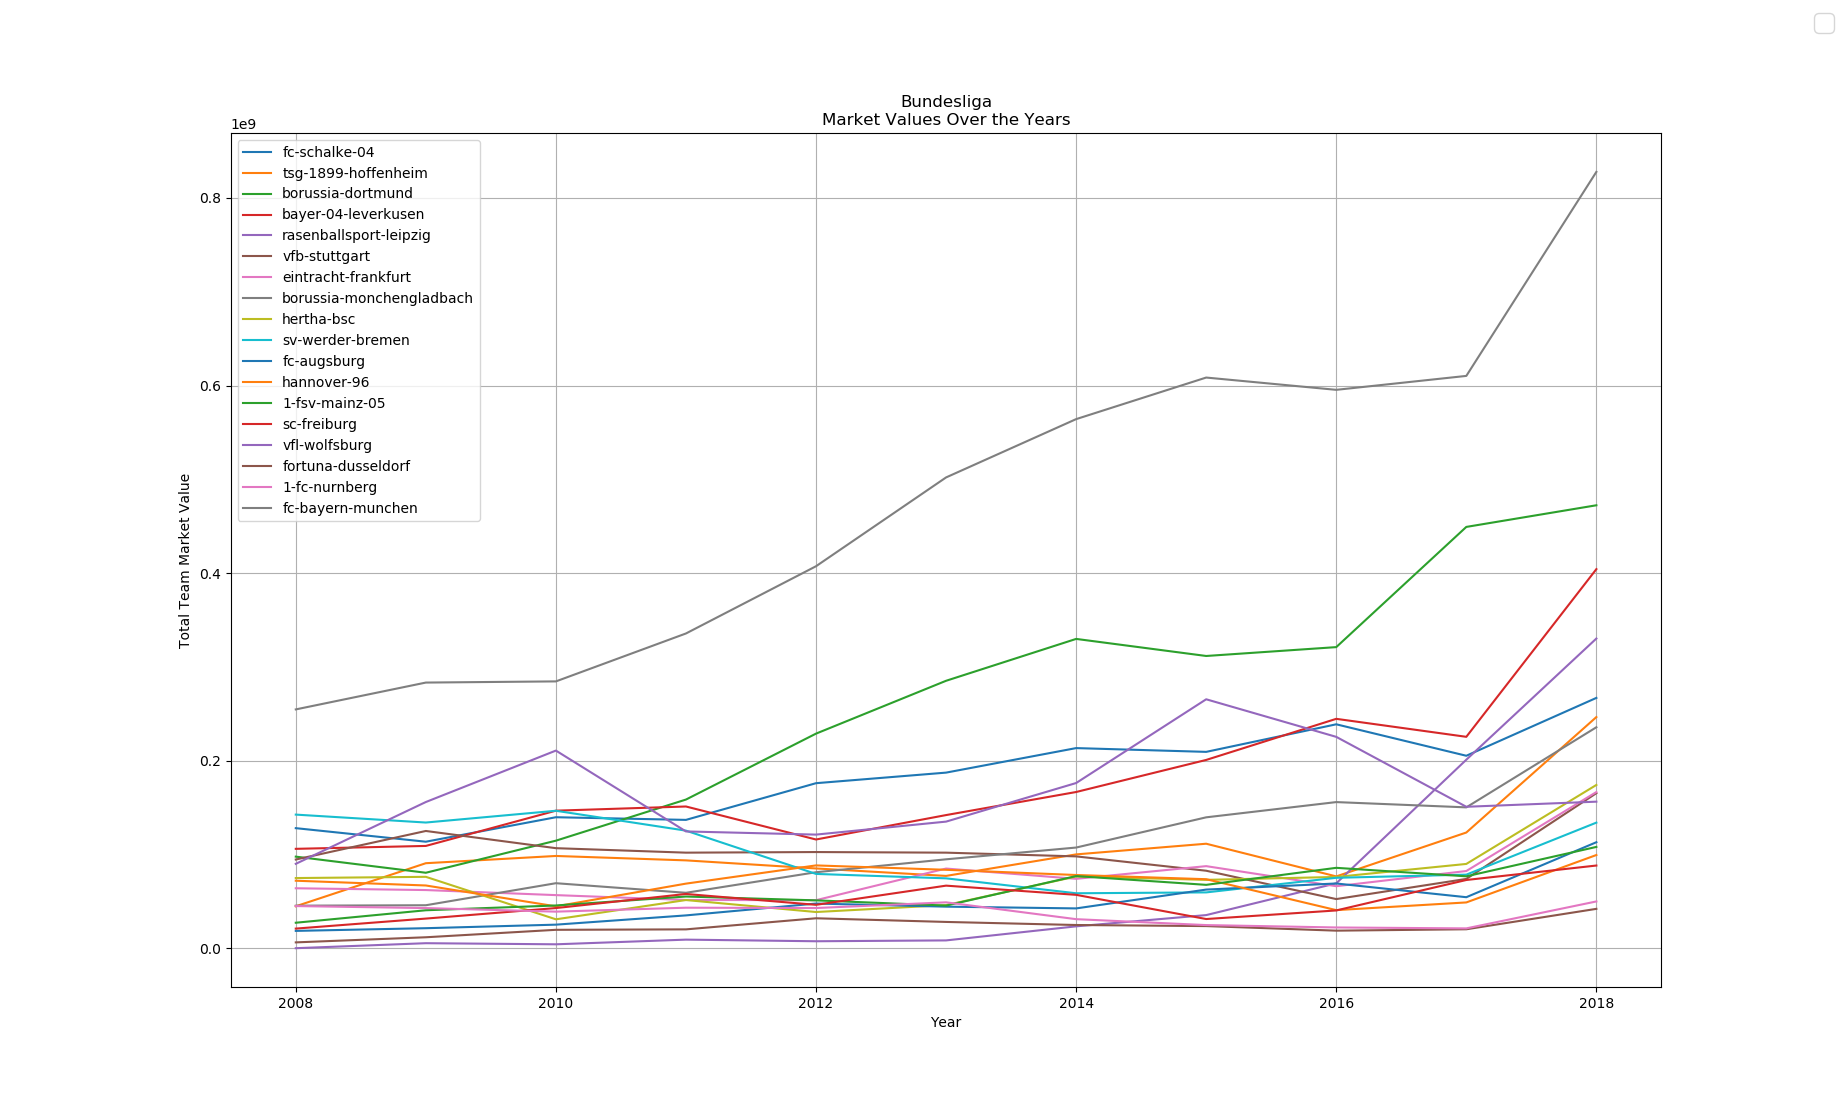 Bundesliga
Market Values Over the Years
1e9
fc-schalke-04
tsg-1899-hoffenheim
borussia-dortmund
bayer-04-leverkusen
rasenballsport-leipzig
vfb-stuttgart
eintracht-frankfurt
borussia-monchengladbach
hertha-bsc
sv-werder-bremen
fc-augsburg
hannover-96
1-fsv-mainz-05
sc-freiburg
vfl-wolfsburg
fortuna-dusseldorf
1-fc-nurnberg
fc-bayern-munchen
0.8
0.6
0.4
0.2
0.0
Total Team Market Value
2008 2010 2012 2014 2016 2018
Year